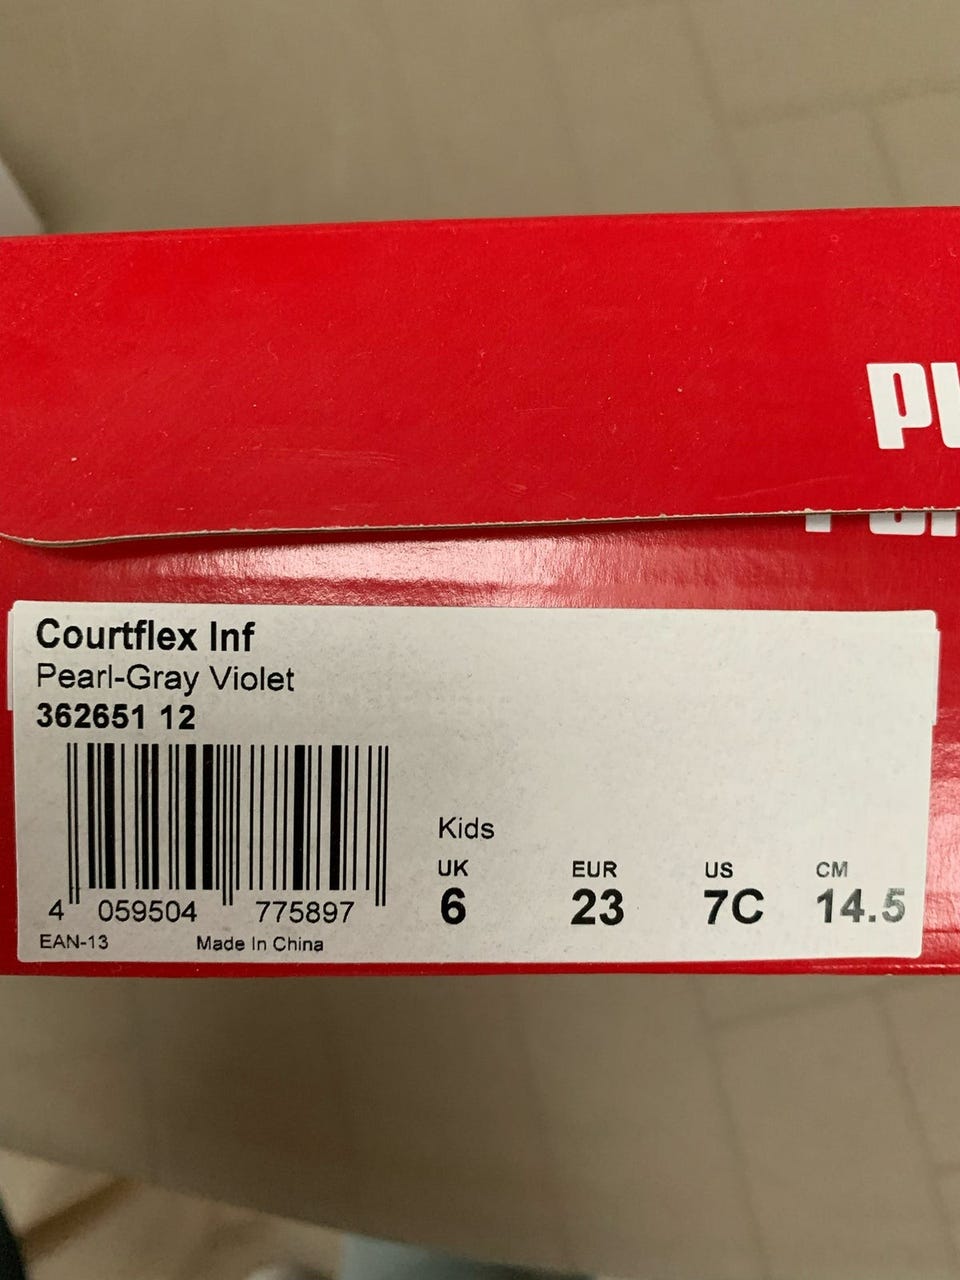 Courtflex Inf
Pearl-Gray Violet
362651 12
Kids
UK EUR US CM
6 23 7C 14.5
4 059504 775897
EAN-13 Made In China